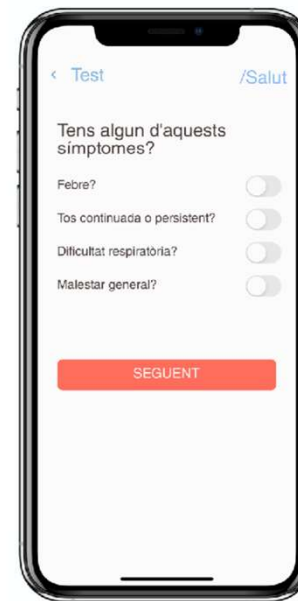 ‹ Test /Salut
Tens algun d'aquests
símptomes?
Febre?
Tos continuada o persistent?
Dificultat respiratòria?
Malestar general?
SEGUENT